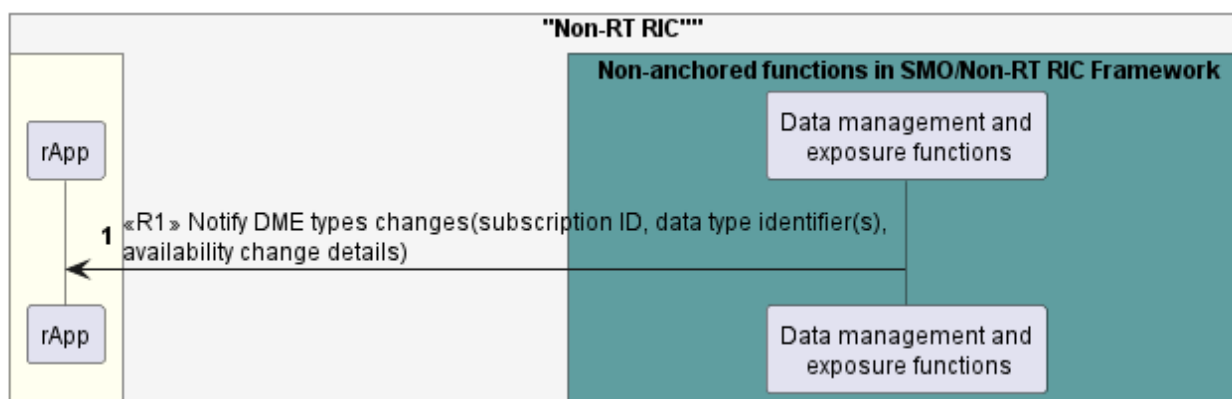 "Non-RT RIC"""
Non-anchored functions in SMO/Non-RT RIC Framework
rApp
Data management and
exposure functions
1 «R1» Notify DME types changes(subscription ID, data type identifier(s),
availability change details)
rApp
Data management and
exposure functions